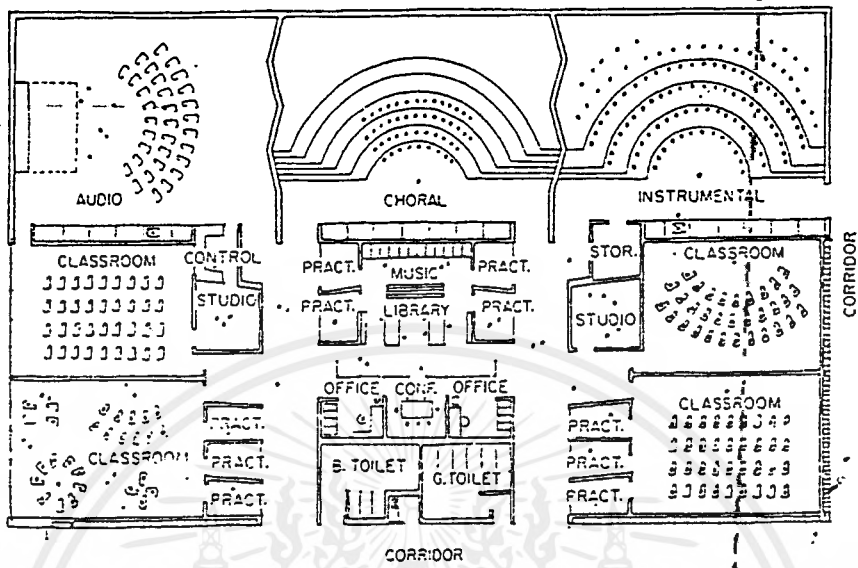 AUDIO
CHORAL
INSTRUMENTAL
CLASSROOM
CONTROL
STUDIO
PRACT.
MUSIC
PRACT.
PRACT.
LIBRARY
PRACT.
STOR.
STUDIO
CLASSROOM
CORRIDOR
OFFICE
CONF.
OFFICE
CLASSROOM
PRACT.
PRACT.
PRACT.
B. TOILET
G. TOILET
PRACT.
PRACT.
PRACT.
CLASSROOM
CORRIDOR